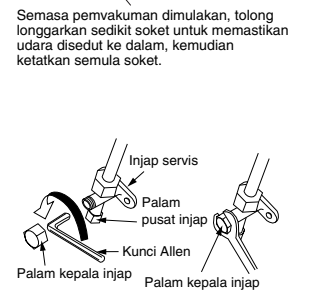 Semasa pemvakuman dimulakan, tolong
longgarkan sedikit soket untuk memastikan
udara disedut ke dalam, kemudian
ketatkan semula soket.
Injap servis
Palam
pusat injap
Kunci Allen
Palam kepala injap
Palam kepala injap